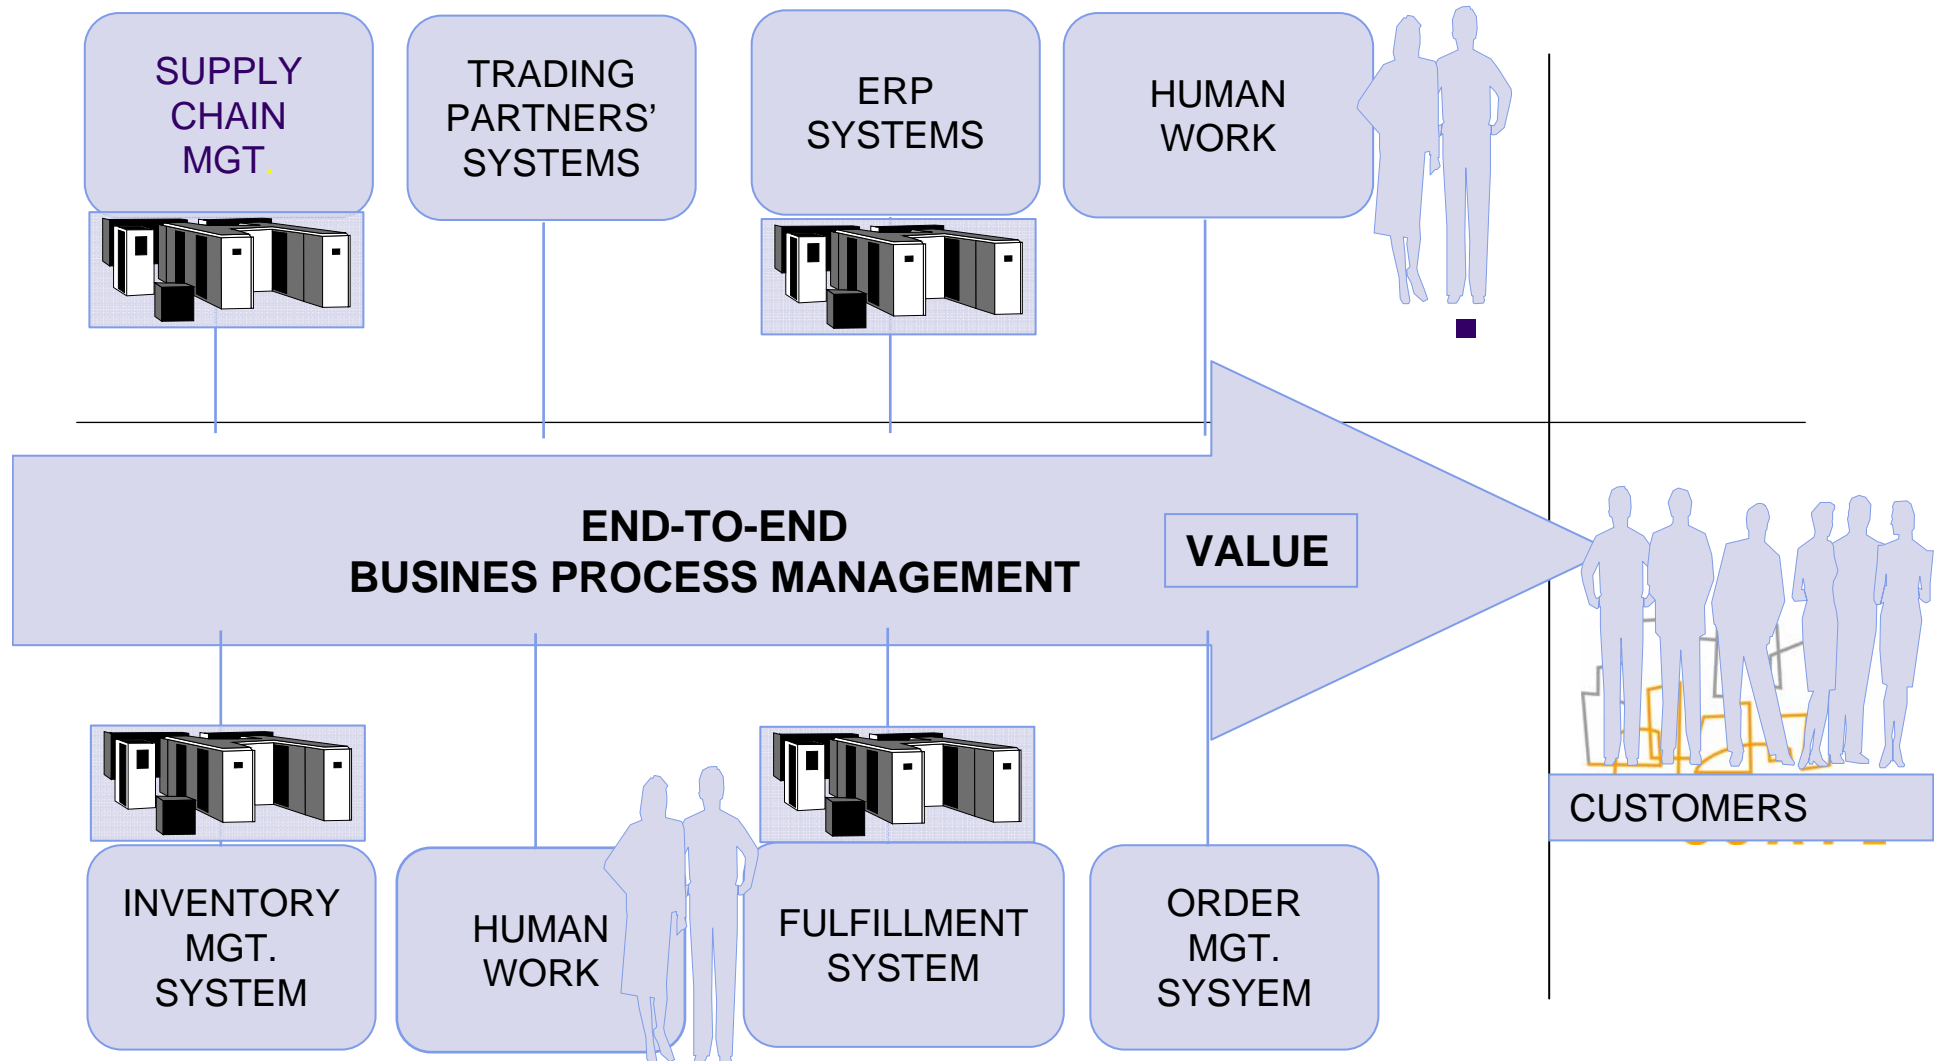 SUPPLY
CHAIN
MGT.
TRADING
PARTNERS’
SYSTEMS
ERP
SYSTEMS
HUMAN
WORK
END-TO-END
BUSINES PROCESS MANAGEMENT
VALUE
CUSTOMERS
INVENTORY
MGT.
SYSTEM
HUMAN
WORK
FULFILLMENT
SYSTEM
ORDER
MGT.
SYSYEM